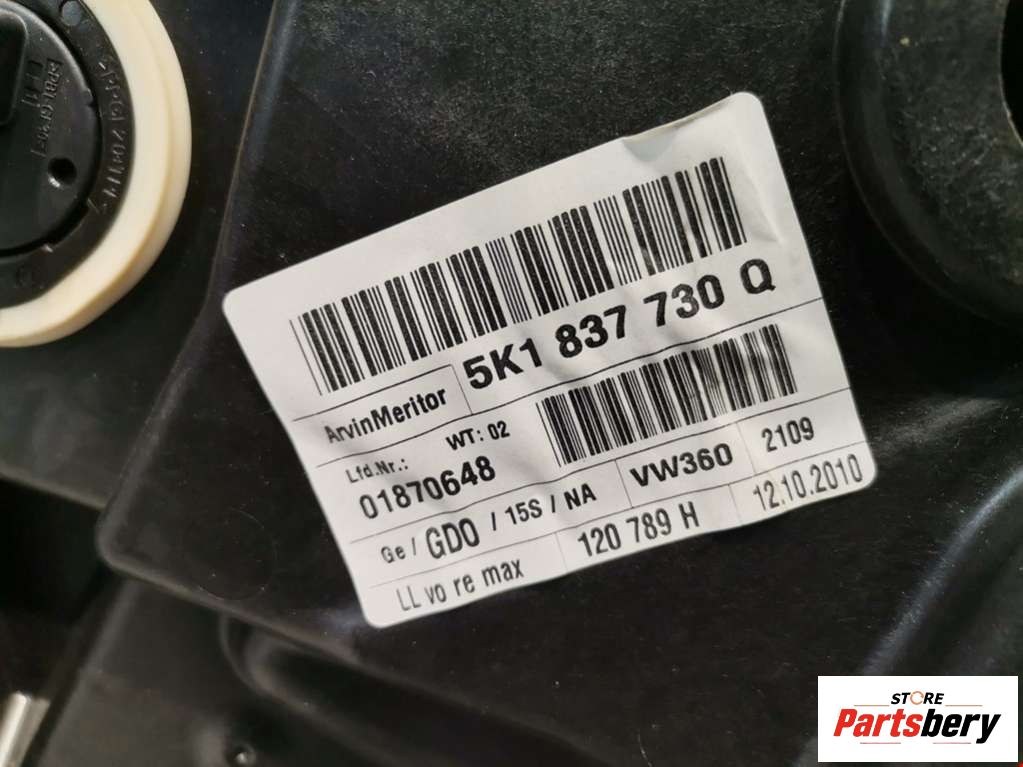 5K1 837 730 Q
ArvinMeritor
WT: 02
Lfd.Nr.:
01870648
2109
Ge / GDO / 15S / NA
VW360
12.10.2010
LL vo re max
120 789 H
STORE
Partsbery